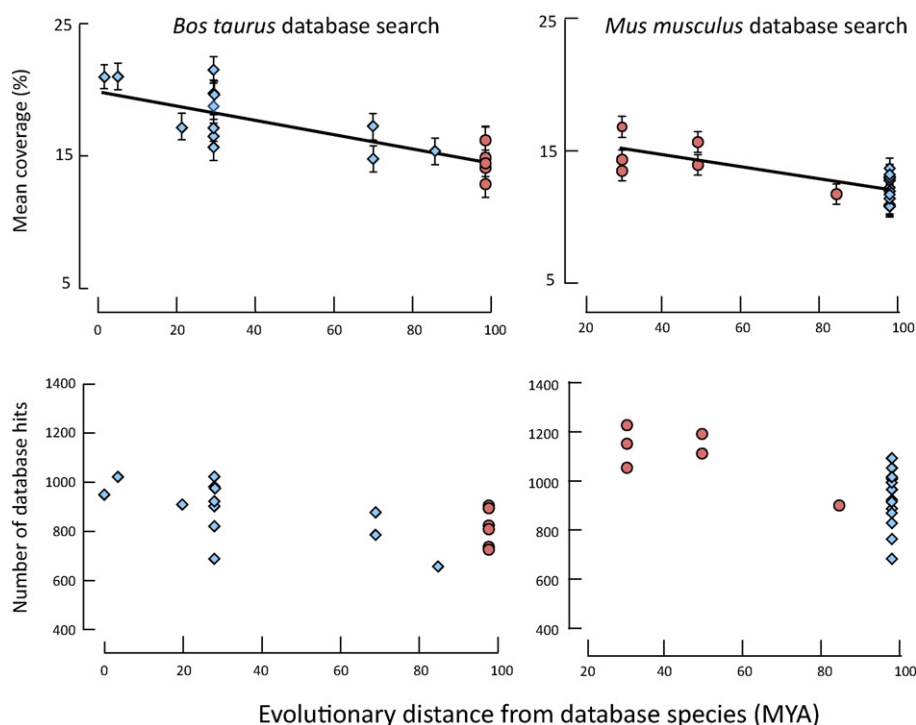 Bos taurus database search
Mus musculus database search
Mean coverage (%)
25
15
5
0 20 40 60 80 100
25
15
5
20 40 60 80 100
Number of database hits
1400
1200
1000
800
600
400
0 20 40 60 80 100
1400
1200
1000
800
600
400
20 40 60 80 100
Evolutionary distance from database species (MYA)